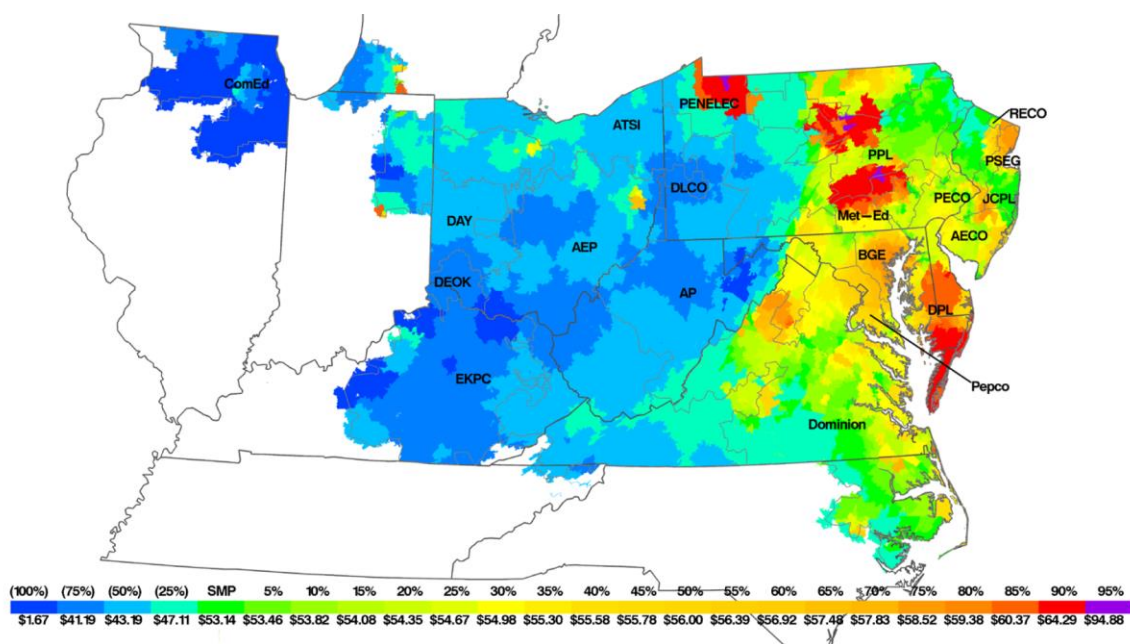 ComEd
RECO
PENELEC
ATSI
PPL
PSEG
DLCO
PECO
JCPL
DAY
Met–Ed
AECO
AEP
BGE
DEOK
AP
DPL
EKPC
Pepco
Dominion
(100%) (75%) (50%) (25%) SMP 5% 10% 15% 20% 25% 30% 35% 40% 45% 50% 55% 60% 65% 70% 75% 80% 85% 90% 95%
$1.67 $41.19 $43.19 $47.11 $53.14 $53.46 $53.82 $54.08 $54.35 $54.67 $54.98 $55.30 $55.58 $55.78 $56.00 $56.39 $56.92 $57.48 $57.83 $58.52 $59.38 $60.37 $64.29 $94.88